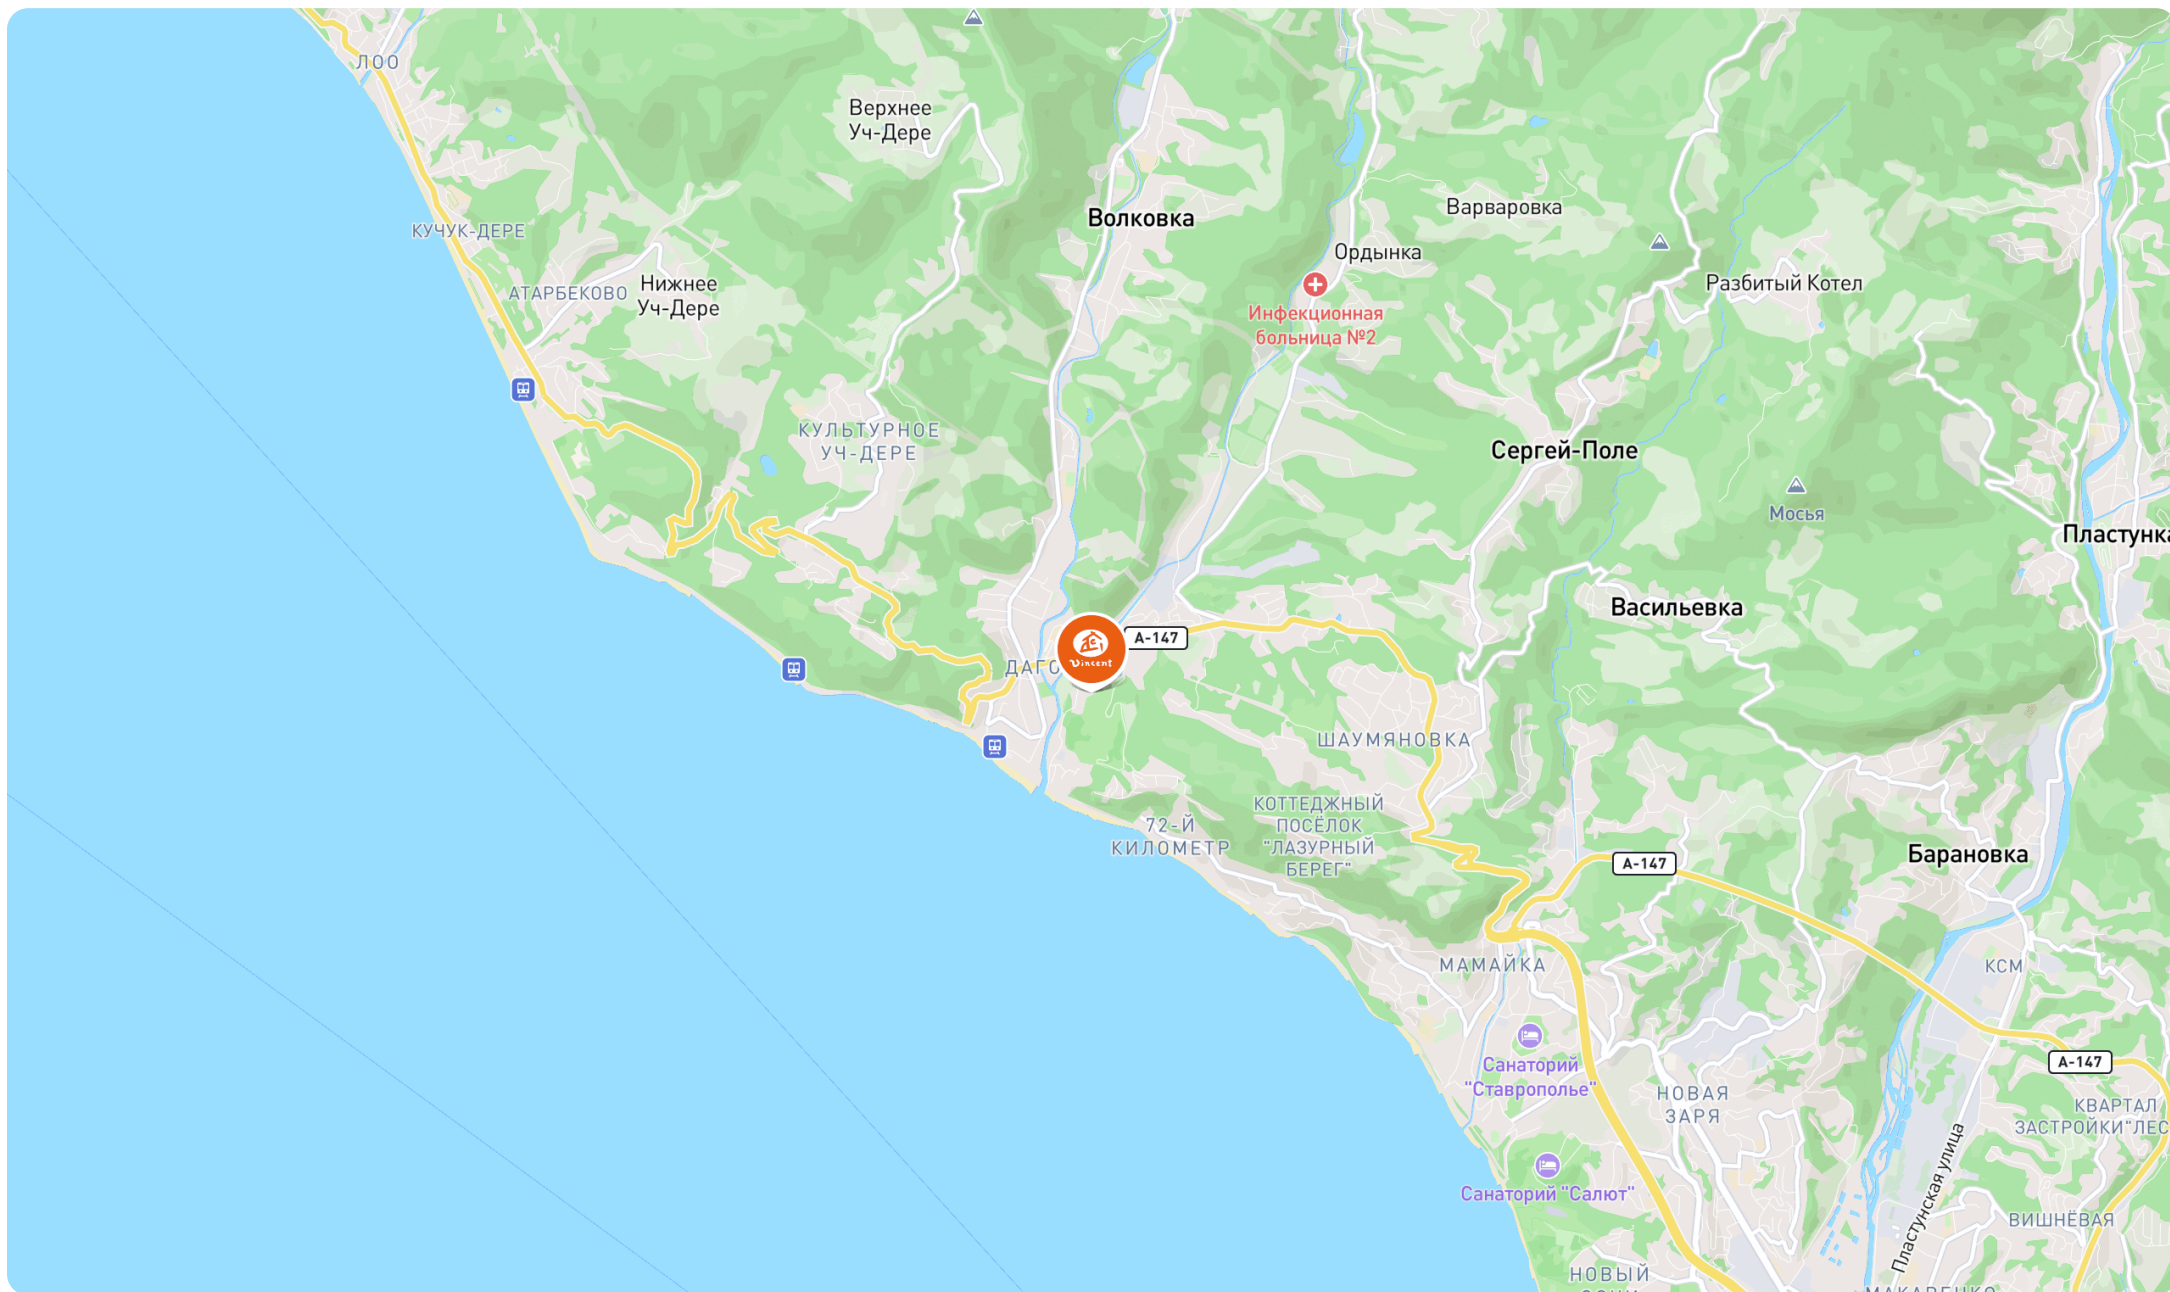 ЛОО
Верхнее
Уч-Дере
Волковка
Варваровка
КУЧУК-ДЕРЕ
Ордынка
АТАРБЕКОВО
Нижнее
Уч-Дере
Разбитый Котел
Инфекционная
больница №2
КУЛЬТУРНОЕ
УЧ-ДЕРЕ
Сергей-Поле
Мосья
Пластунка
Васильевка
А-147
Vincent
ДАГО
ШАУМЯНОВКА
КОТТЕДЖНЫЙ
ПОСЁЛОК
"ЛАЗУРНЫЙ
БЕРЕГ"
72-Й
КИЛОМЕТР
А-147
Барановка
МАМАЙКА
КСМ
Санаторий
"Ставрополье"
А-147
НОВАЯ
ЗАРЯ
КВАРТАЛ
ЗАСТРОЙКИ"ЛЕС
Пластунская улица
Санаторий "Салют"
ВИШНЁВАЯ
НОВЫЙ